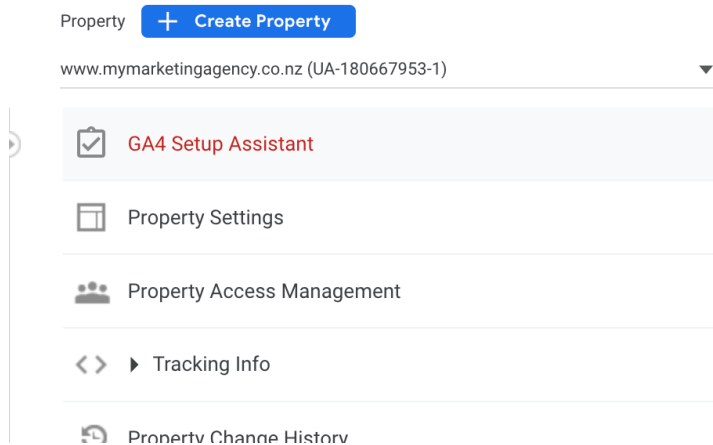 Property + Create Property
www.mymarketingagency.co.nz (UA-180667953-1)
GA4 Setup Assistant
Property Settings
Property Access Management
Tracking Info
Property Change History